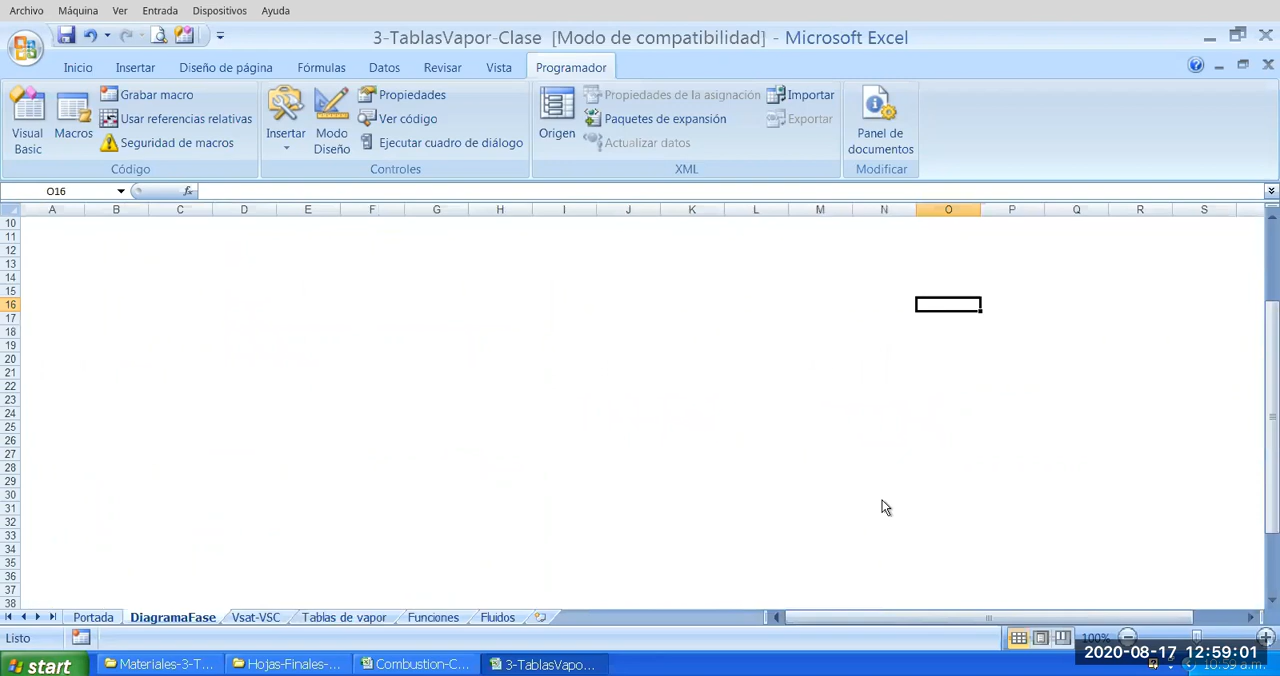 Archivo Máquina Ver Entrada Dispositivos Ayuda
3-TablasVapor-Clase [Modo de compatibilidad] - Microsoft Excel
Inicio Insertar Diseño de página Fórmulas Datos Revisar Vista Programador
Visual Basic
Macros
Grabar macro
Usar referencias relativas
Seguridad de macros
Código
Insertar
Modo Diseño
Propiedades
Ver código
Ejecutar cuadro de diálogo
Controles
Origen
Propiedades de la asignación
Paquetes de expansión
Actualizar datos
Importar
Exportar
XML
Panel de documentos
Modificar
O16 fx
A B C D E F G H I J K L M N O P Q R S
10
11
12
13
14
15
16
17
18
19
20
21
22
23
24
25
26
27
28
29
30
31
32
33
34
35
36
37
38
Portada DiagramaFase Vsat-VSC Tablas de vapor Funciones Fluidos
Listo 100%
start Materiales-3-T... Hojas-Finales-... Combustion-C... 3-TablasVapo... 10:59 a.m.
2020-08-17 12:59:01